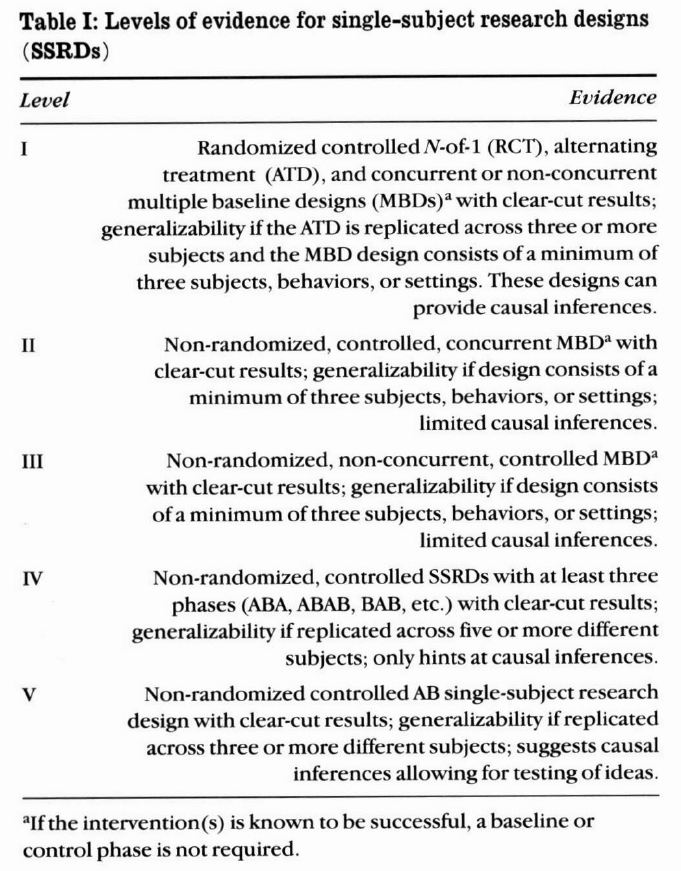 Table I: Levels of evidence for single-subject research designs
(SSRDs)
Level Evidence
I Randomized controlled N-of-1 (RCT), alternating
treatment (ATD), and concurrent or non-concurrent
multiple baseline designs (MBDs)ᵃ with clear-cut results;
generalizability if the ATD is replicated across three or more
subjects and the MBD design consists of a minimum of
three subjects, behaviors, or settings. These designs can
provide causal inferences.
II Non-randomized, controlled, concurrent MBDᵃ with
clear-cut results; generalizability if design consists of a
minimum of three subjects, behaviors, or settings;
limited causal inferences.
III Non-randomized, non-concurrent, controlled MBDᵃ
with clear-cut results; generalizability if design consists
of a minimum of three subjects, behaviors, or settings;
limited causal inferences.
IV Non-randomized, controlled SSRDs with at least three
phases (ABA, ABAB, BAB, etc.) with clear-cut results;
generalizability if replicated across five or more different
subjects; only hints at causal inferences.
V Non-randomized controlled AB single-subject research
design with clear-cut results; generalizability if replicated
across three or more different subjects; suggests causal
inferences allowing for testing of ideas.
ᵃIf the intervention(s) is known to be successful, a baseline or
control phase is not required.